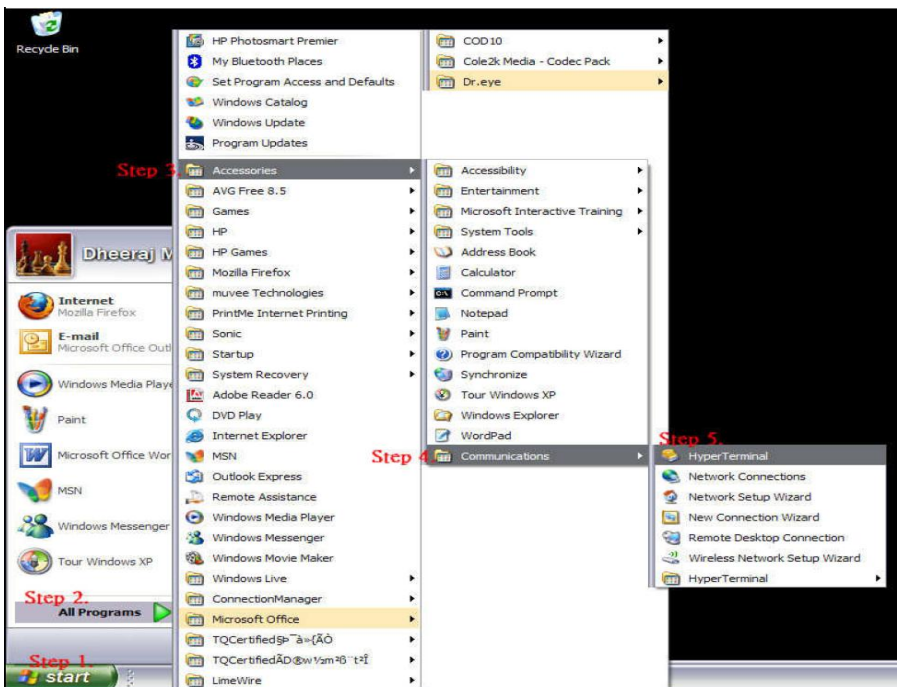 Recycle Bin
HP Photosmart Premier
My Bluetooth Places
Set Program Access and Defaults
Windows Catalog
Windows Update
Program Updates
COD10
Cole2k Media - Codec Pack
Dr.eye
Step 3.
Accessories
AVG Free 8.5
Games
HP
HP Games
Mozilla Firefox
muvee Technologies
PrintMe Internet Printing
Sonic
Startup
System Recovery
Adobe Reader 6.0
DVD Play
Internet Explorer
MSN
Outlook Express
Remote Assistance
Windows Media Player
Windows Messenger
Windows Movie Maker
Windows Live
ConnectionManager
Microsoft Office
TQCertified
TQCertified
LimeWire
Accessibility
Entertainment
Microsoft Interactive Training
System Tools
Address Book
Calculator
Command Prompt
Notepad
Paint
Program Compatibility Wizard
Synchronize
Tour Windows XP
Windows Explorer
WordPad
Step 4.
Communications
Step 5.
HyperTerminal
Network Connections
Network Setup Wizard
New Connection Wizard
Remote Desktop Connection
Wireless Network Setup Wizard
HyperTerminal
Dheeraj M
Internet
Mozilla Firefox
E-mail
Microsoft Office Outl
Windows Media Playe
Paint
Microsoft Office Wor
MSN
Windows Messenger
Tour Windows XP
Step 2.
All Programs
Step 1.
start